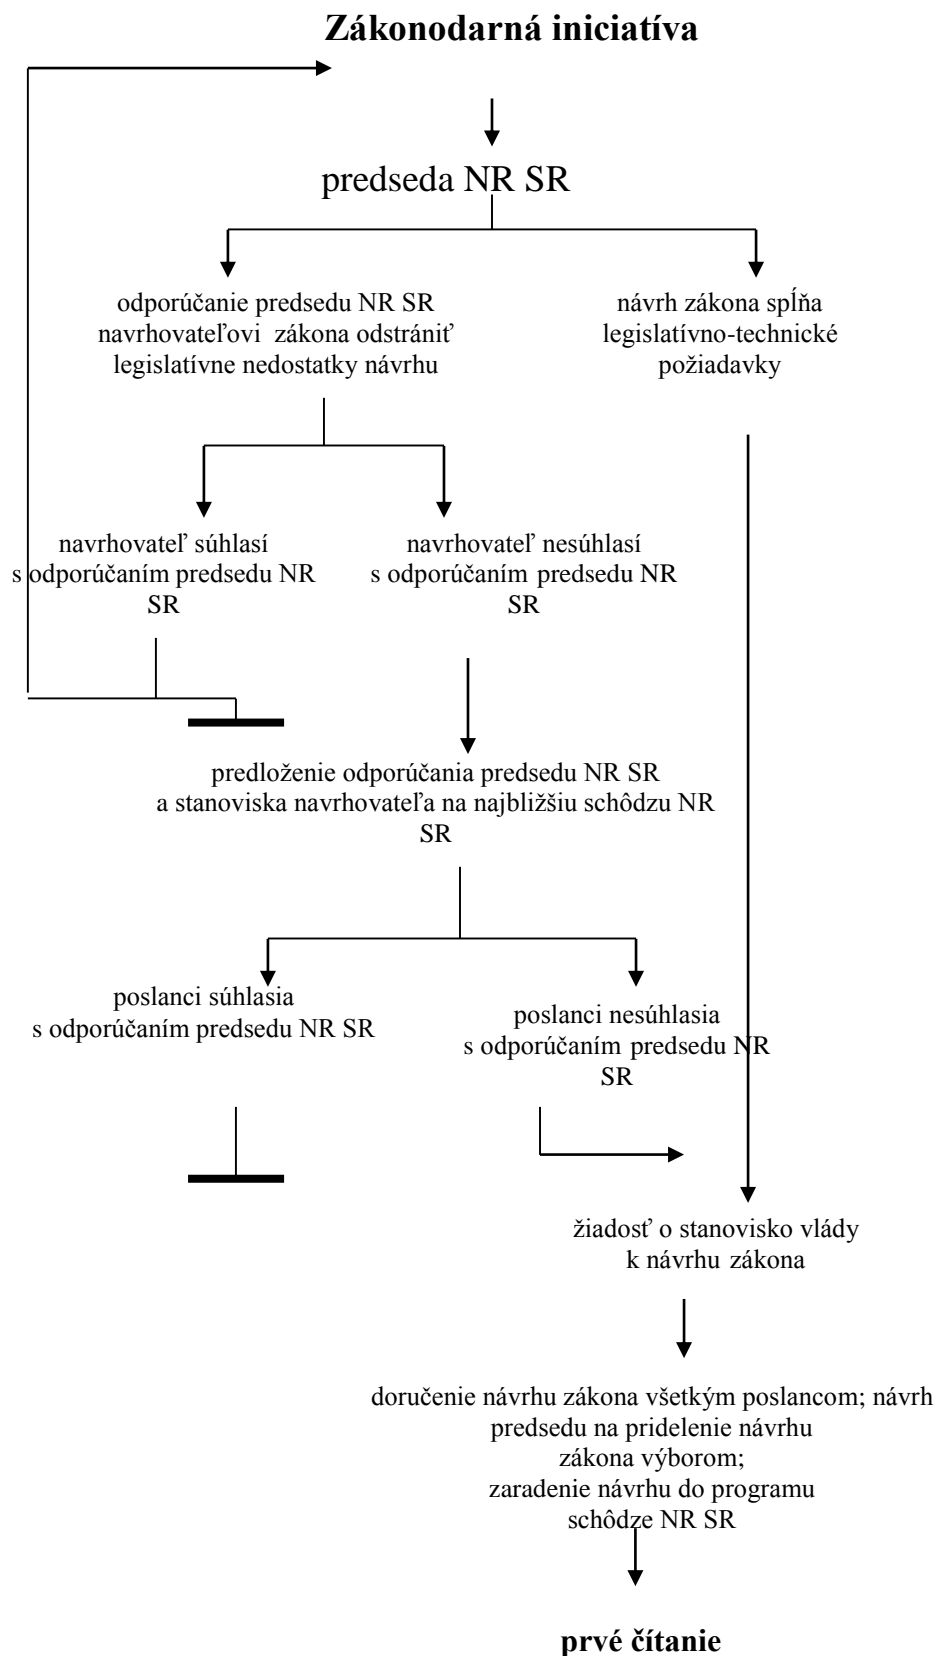 Zákonodarná iniciatíva
predseda NR SR
odporúčanie predsedu NR SR
navrhovateľovi zákona odstrániť
legislatívne nedostatky návrhu
návrh zákona spĺňa
legislatívno-technické
požiadavky
navrhovateľ súhlasí
s odporúčaním predsedu NR
SR
navrhovateľ nesúhlasí
s odporúčaním predsedu NR
SR
predloženie odporúčania predsedu NR SR
a stanoviska navrhovateľa na najbližšiu schôdzu NR
SR
poslanci súhlasia
s odporúčaním predsedu NR SR
poslanci nesúhlasia
s odporúčaním predsedu NR
SR
žiadosť o stanovisko vlády
k návrhu zákona
doručenie návrhu zákona všetkým poslancom; návrh
predsedu na pridelenie návrhu
zákona výborom;
zaradenie návrhu do programu
schôdze NR SR
prvé čítanie